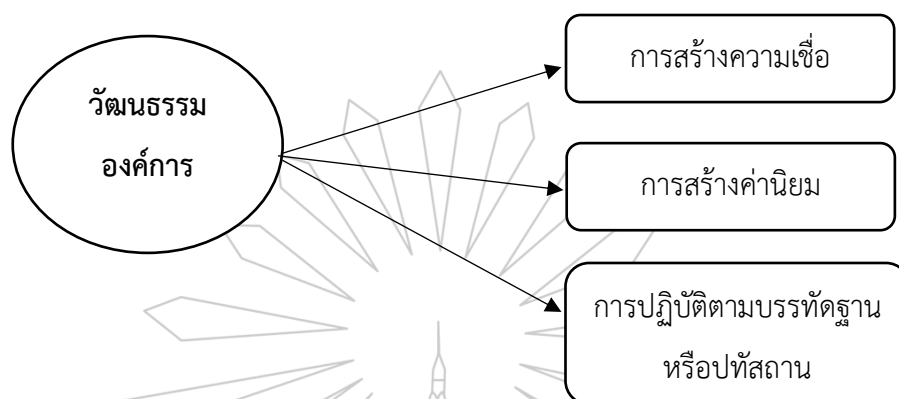 วัฒนธรรม
องค์การ
การสร้างความเชื่อ
การสร้างค่านิยม
การปฏิบัติตามบรรทัดฐาน
หรือปทัสถาน